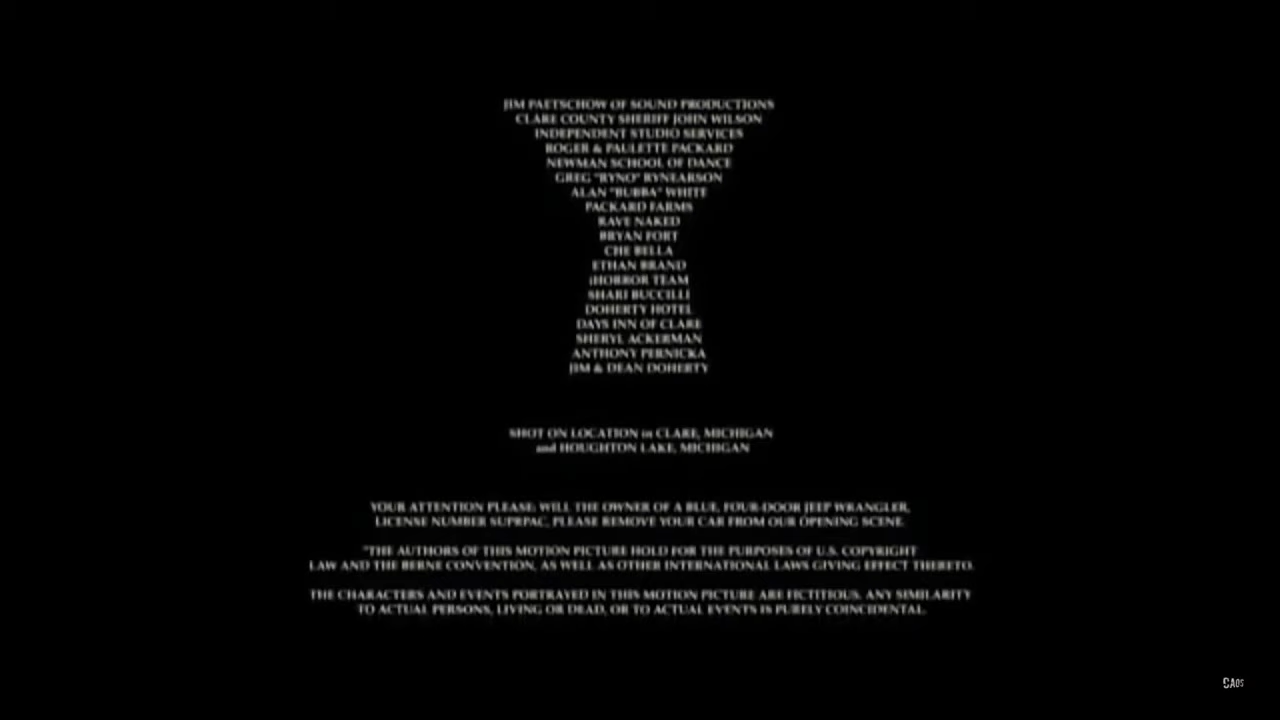 JIM PAETSCHOW OF SOUND PRODUCTIONS
CLARE COUNTY SHERIFF JOHN WILSON
INDEPENDENT STUDIO SERVICES
ROGER & PAULETTE PACKARD
NEWMAN SCHOOL OF DANCE
GREG "RYNO" RYNEARSON
ALAN "BUBBA" WHITE
PACKARD FARMS
RAVE NAKED
BRYAN FORT
CHE BELLA
ETHAN BRAND
iHORROR TEAM
SHARI BUCCILLI
DOHERTY HOTEL
DAYS INN OF CLARE
SHERYL ACKERMAN
ANTHONY PERNICKA
JIM & DEAN DOHERTY
SHOT ON LOCATION in CLARE, MICHIGAN
and HOUGHTON LAKE, MICHIGAN
YOUR ATTENTION PLEASE: WILL THE OWNER OF A BLUE, FOUR-DOOR JEEP WRANGLER,
LICENSE NUMBER SUPRPAC, PLEASE REMOVE YOUR CAR FROM OUR OPENING SCENE.
"THE AUTHORS OF THIS MOTION PICTURE HOLD FOR THE PURPOSES OF U.S. COPYRIGHT
LAW AND THE BERNE CONVENTION, AS WELL AS OTHER INTERNATIONAL LAWS GIVING EFFECT THERETO.
THE CHARACTERS AND EVENTS PORTRAYED IN THIS MOTION PICTURE ARE FICTITIOUS. ANY SIMILARITY
TO ACTUAL PERSONS, LIVING OR DEAD, OR TO ACTUAL EVENTS IS PURELY COINCIDENTAL.
CAOS